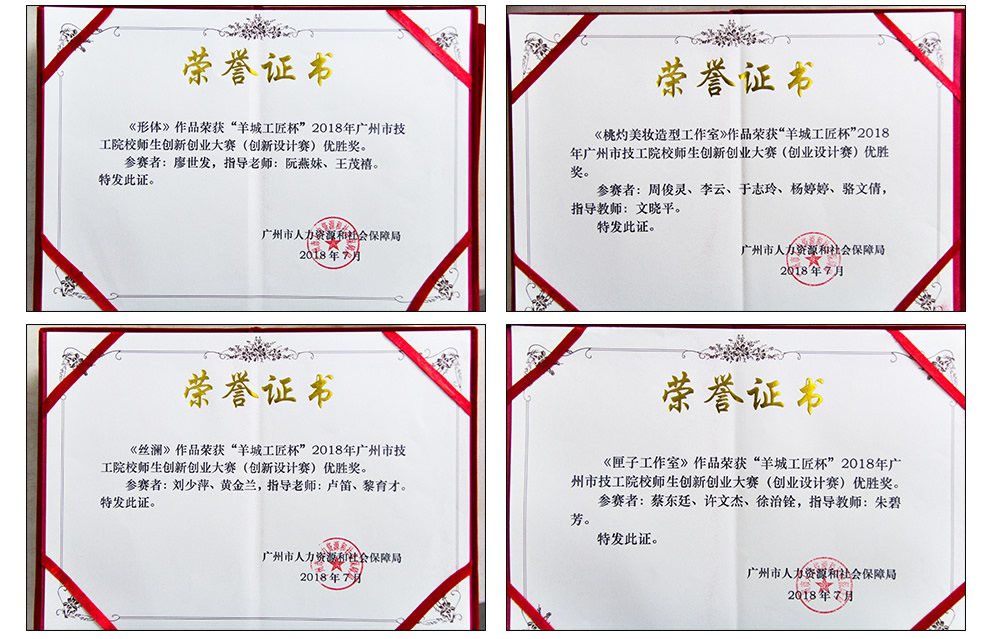 荣誉证书
《形体》作品荣获“羊城工匠杯”2018年广州市技
工院校师生创新创业大赛（创新设计赛）优胜奖。
参赛者：廖世发，指导老师：阮燕妹、王茂禧。
特发此证。
广州市人力资源和社会保障局
2018年7月
荣誉证书
《桃灼美妆造型工作室》作品荣获“羊城工匠杯”2018
年广州市技工院校师生创新创业大赛（创业设计赛）优胜
奖。
参赛者：周俊灵、李云、于志玲、杨婷婷、骆文倩，
指导教师：文晓平。
特发此证。
广州市人力资源和社会保障局
2018年7月
荣誉证书
《丝澜》作品荣获“羊城工匠杯”2018年广州市技
工院校师生创新创业大赛（创新设计赛）优胜奖。
参赛者：刘少萍、黄金兰，指导老师：卢笛、黎育才。
特发此证。
广州市人力资源和社会保障局
2018年7月
荣誉证书
《匣子工作室》作品荣获“羊城工匠杯”2018年广
州市技工院校师生创新创业大赛（创业设计赛）优胜奖。
参赛者：蔡东廷、许文杰、徐治铨，指导教师：朱碧
芳。
特发此证。
广州市人力资源和社会保障局
2018年7月